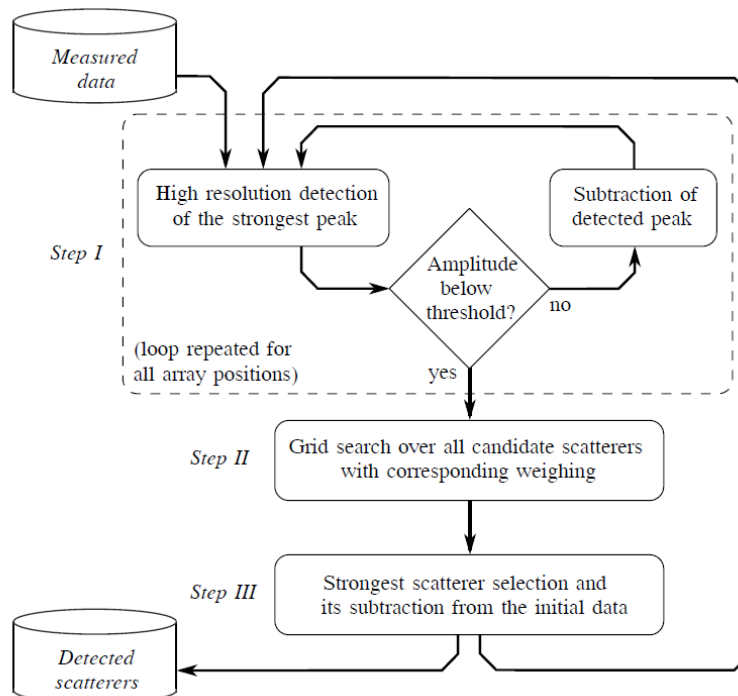 Measured
data
High resolution detection
of the strongest peak
Subtraction of
detected peak
Step I
Amplitude
below
threshold?
no
(loop repeated for
all array positions)
yes
Step II
Grid search over all candidate scatterers
with corresponding weighing
Step III
Strongest scatterer selection and
its subtraction from the initial data
Detected
scatterers